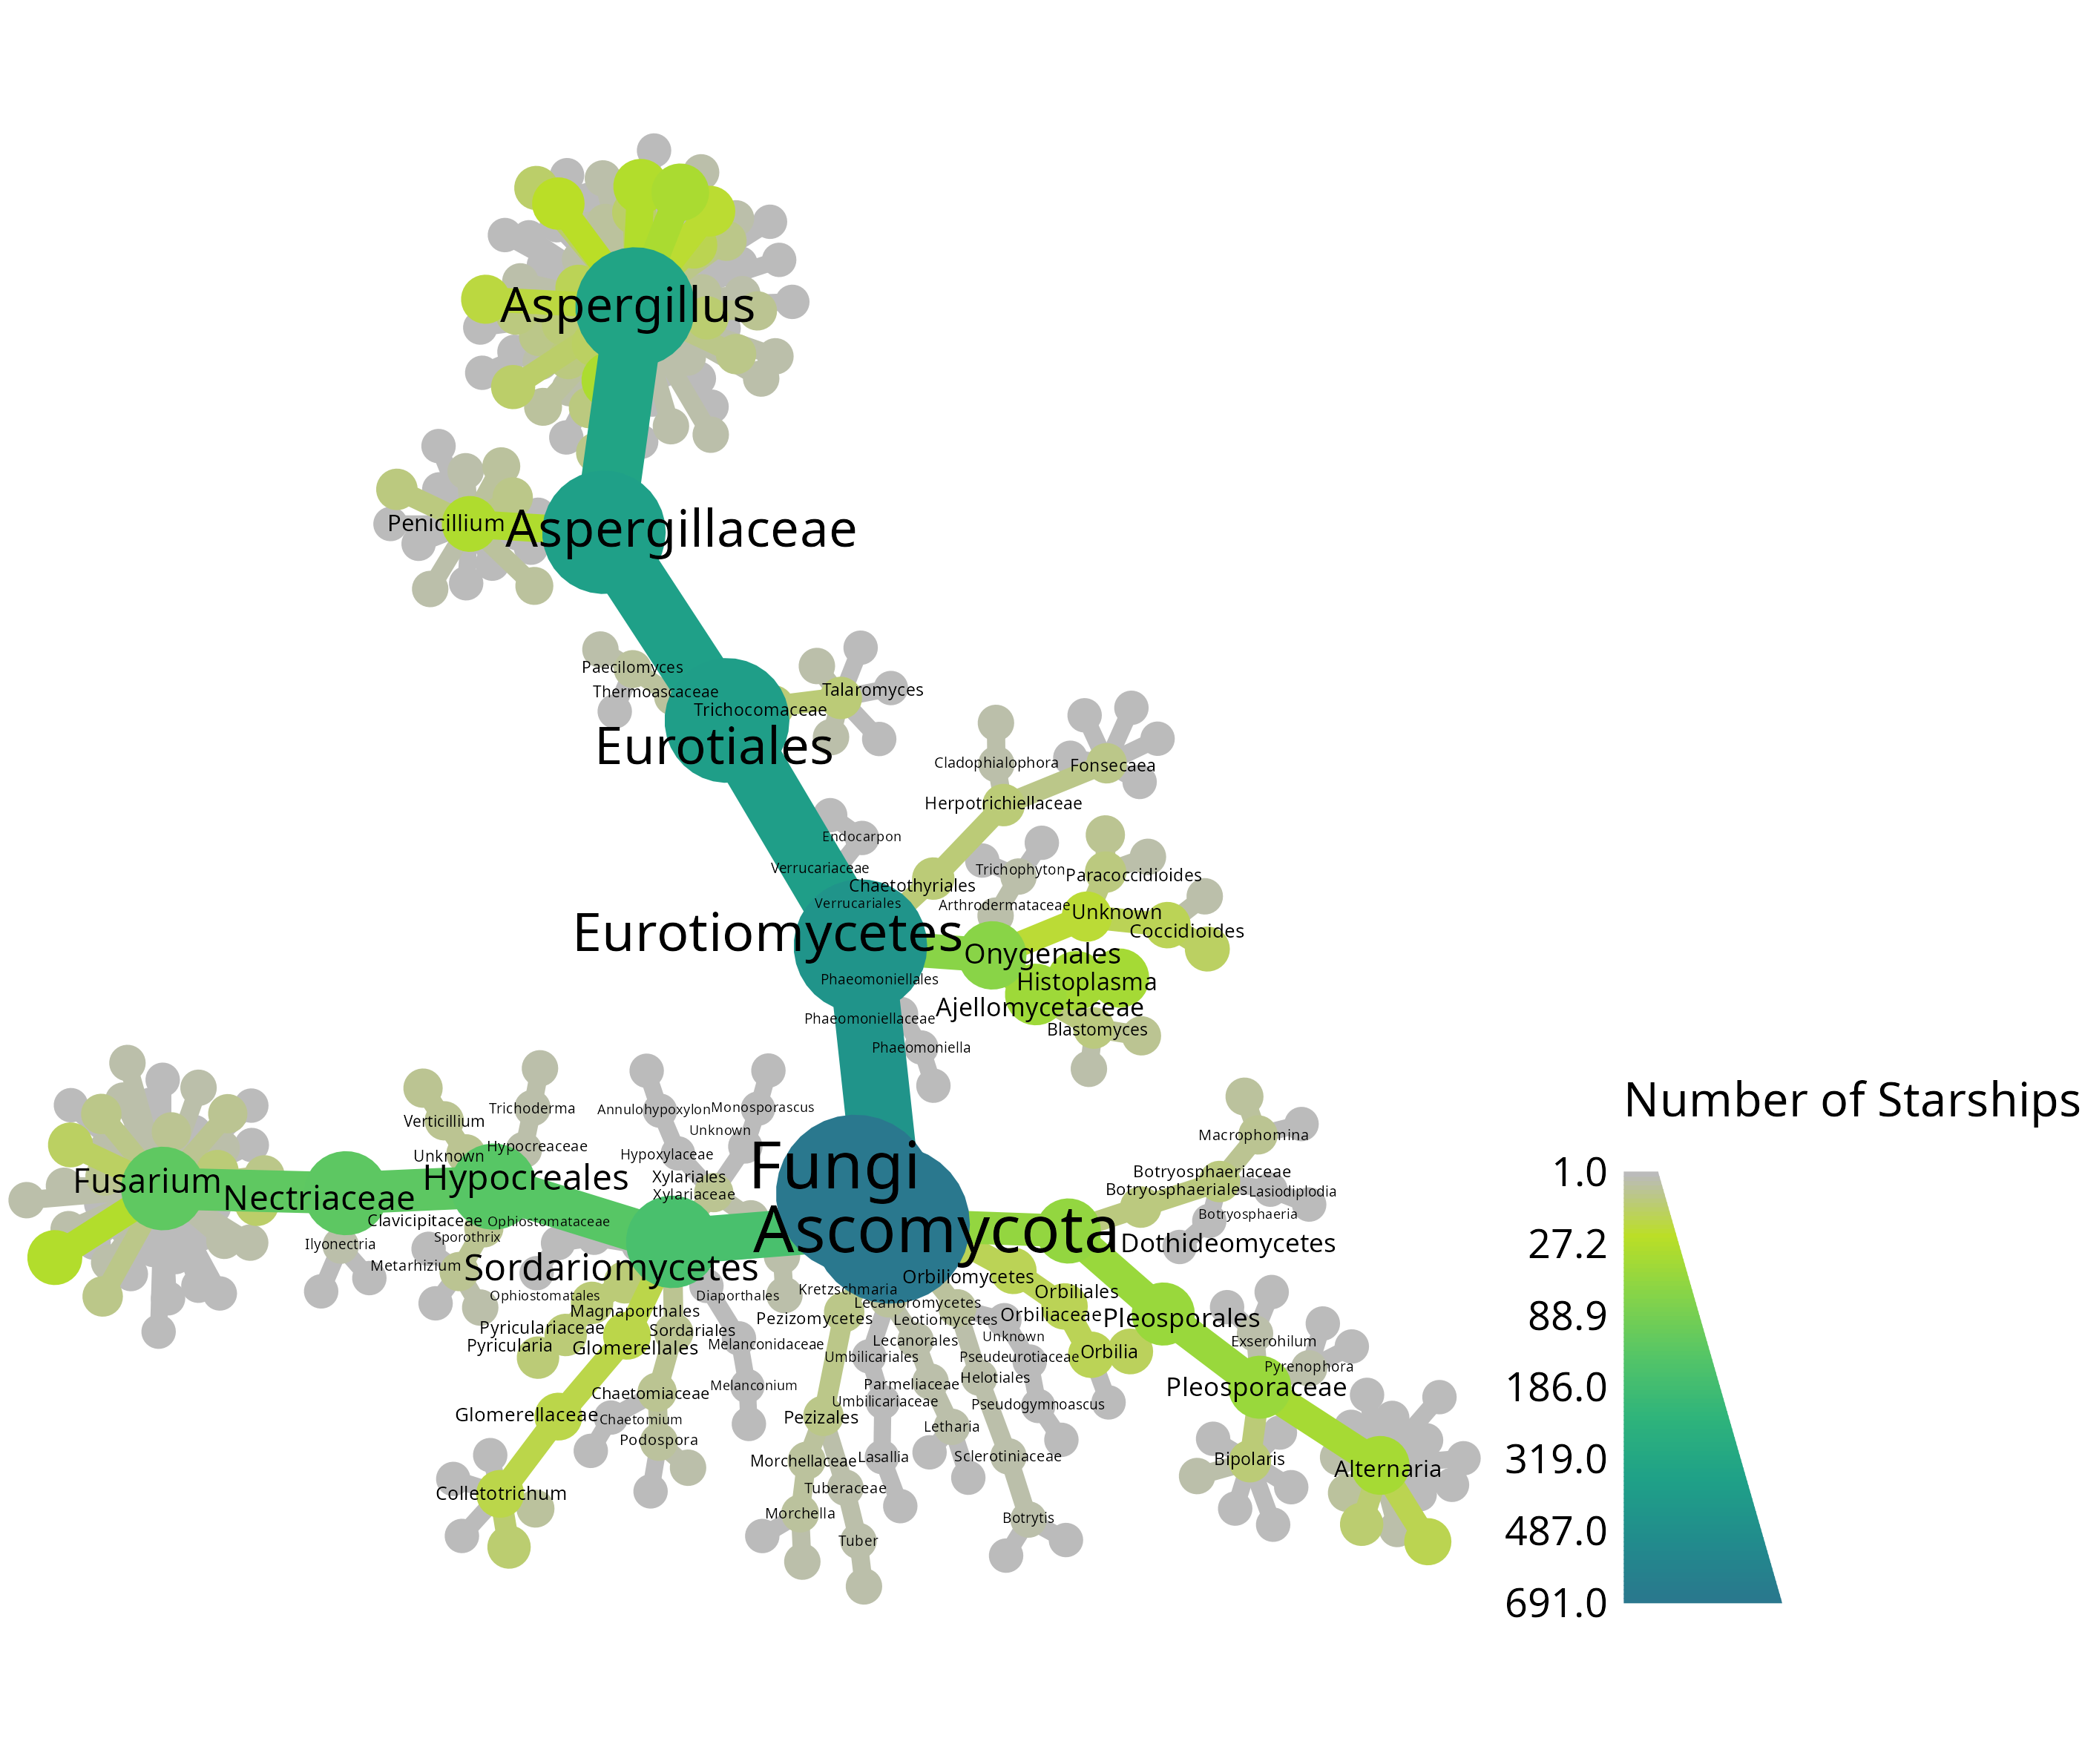 Aspergillus
Penicillium
Aspergillaceae
Paecilomyces
Thermoascaceae
Talaromyces
Trichocomaceae
Eurotiales
Cladophialophora
Fonsecaea
Herpotrichiellaceae
Endocarpon
Verrucariaceae
Trichophyton
Paracoccidioides
Chaetothyriales
Verrucariales
Arthrodermataceae
Unknown
Eurotiomycetes
Coccidioides
Onygenales
Phaeomoniellales
Histoplasma
Ajellomycetaceae
Phaeomoniellaceae
Blastomyces
Phaeomoniella
Number of Starships
1.0
27.2
88.9
186.0
319.0
487.0
691.0
Verticillium
Trichoderma
Annulohypoxylon
Monosporascus
Unknown
Macrophomina
Unknown
Hypocreaceae
Hypoxylaceae
Fungi
Fusarium
Hypocreales
Xylariales
Xylariaceae
Botryosphaeriaceae
Botryosphaeriales
Lasiodiplodia
Nectriaceae
Clavicipitaceae
Ophiostomataceae
Ascomycota
Botryosphaeria
Sporothrix
Ilyonectria
Dothideomycetes
Metarhizium
Sordariomycetes
Orbiliomycetes
Kretzschmaria
Orbiliales
Ophiostomatales
Diaporthales
Lecanoromycetes
Magnaporthales
Pezizomycetes
Leotiomycetes
Orbiliaceae
Pleosporales
Pyriculariaceae
Sordariales
Unknown
Exserohilum
Pyricularia
Glomerellales
Melanconidaceae
Lecanorales
Umbilicariales
Pseudeurotiaceae
Orbilia
Pyrenophora
Chaetomiaceae
Melanconium
Parmeliaceae
Helotiales
Pleosporaceae
Umbilicariaceae
Pseudogymnoascus
Glomerellaceae
Chaetomium
Pezizales
Letharia
Podospora
Morchellaceae
Lasallia
Sclerotiniaceae
Bipolaris
Alternaria
Colletotrichum
Tuberaceae
Morchella
Botrytis
Tuber